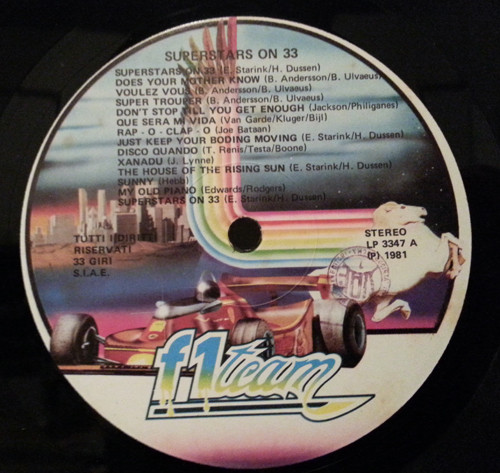 SUPERSTARS ON 33
SUPERSTARS ON 33 (E. Starink/H. Dussen)
DOES YOUR MOTHER KNOW (B. Andersson/B. Ulvaeus)
VOULEZ VOUS (B. Andersson/B. Ulvaeus)
SUPER TROUPER (B. Andersson/B. Ulvaeus)
DON'T STOP TILL YOU GET ENOUGH (Jackson/Philiganes)
QUE SERA MI VIDA (Van Garde/Kluger/Bijl)
RAP - O - CLAP - O (Joe Bataan)
JUST KEEP YOUR BODING MOVING (E. Starink/H. Dussen)
DISCO QUANDO (T. Renis/Testa/Boone)
XANADU (J. Lynne)
THE HOUSE OF THE RISING SUN (E. Starink/H. Dussen)
SUNNY (Hebb)
MY OLD PIANO (Edwards/Rodgers)
SUPERSTARS ON 33 (E. Starink/H. Dussen)
TUTTI I DIRITTI
RISERVATI
33 GIRI
S.I.A.E.
STEREO
LP 3347 A
(P) 1981
f1 team